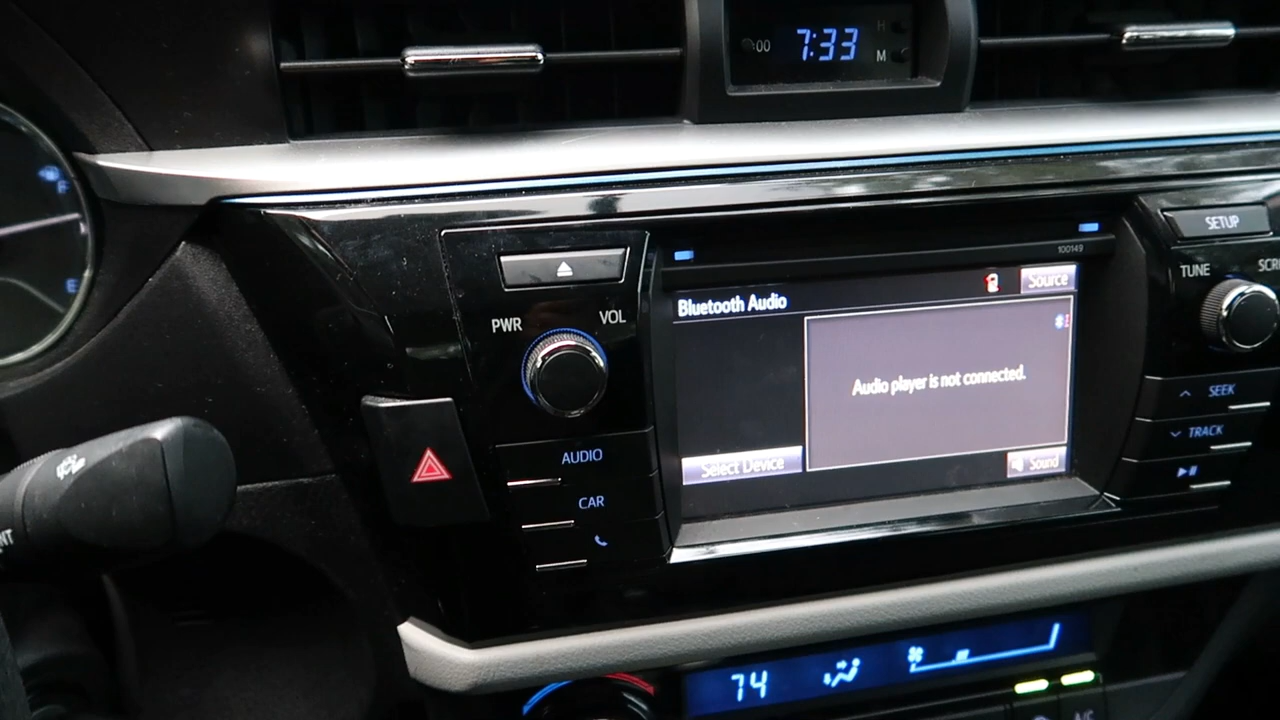 :00
7:33
H
M
F
E
SETUP
100149
TUNE
Source
Bluetooth Audio
PWR
VOL
Audio player is not connected.
SEEK
TRACK
AUDIO
Select Device
Sound
CAR
74